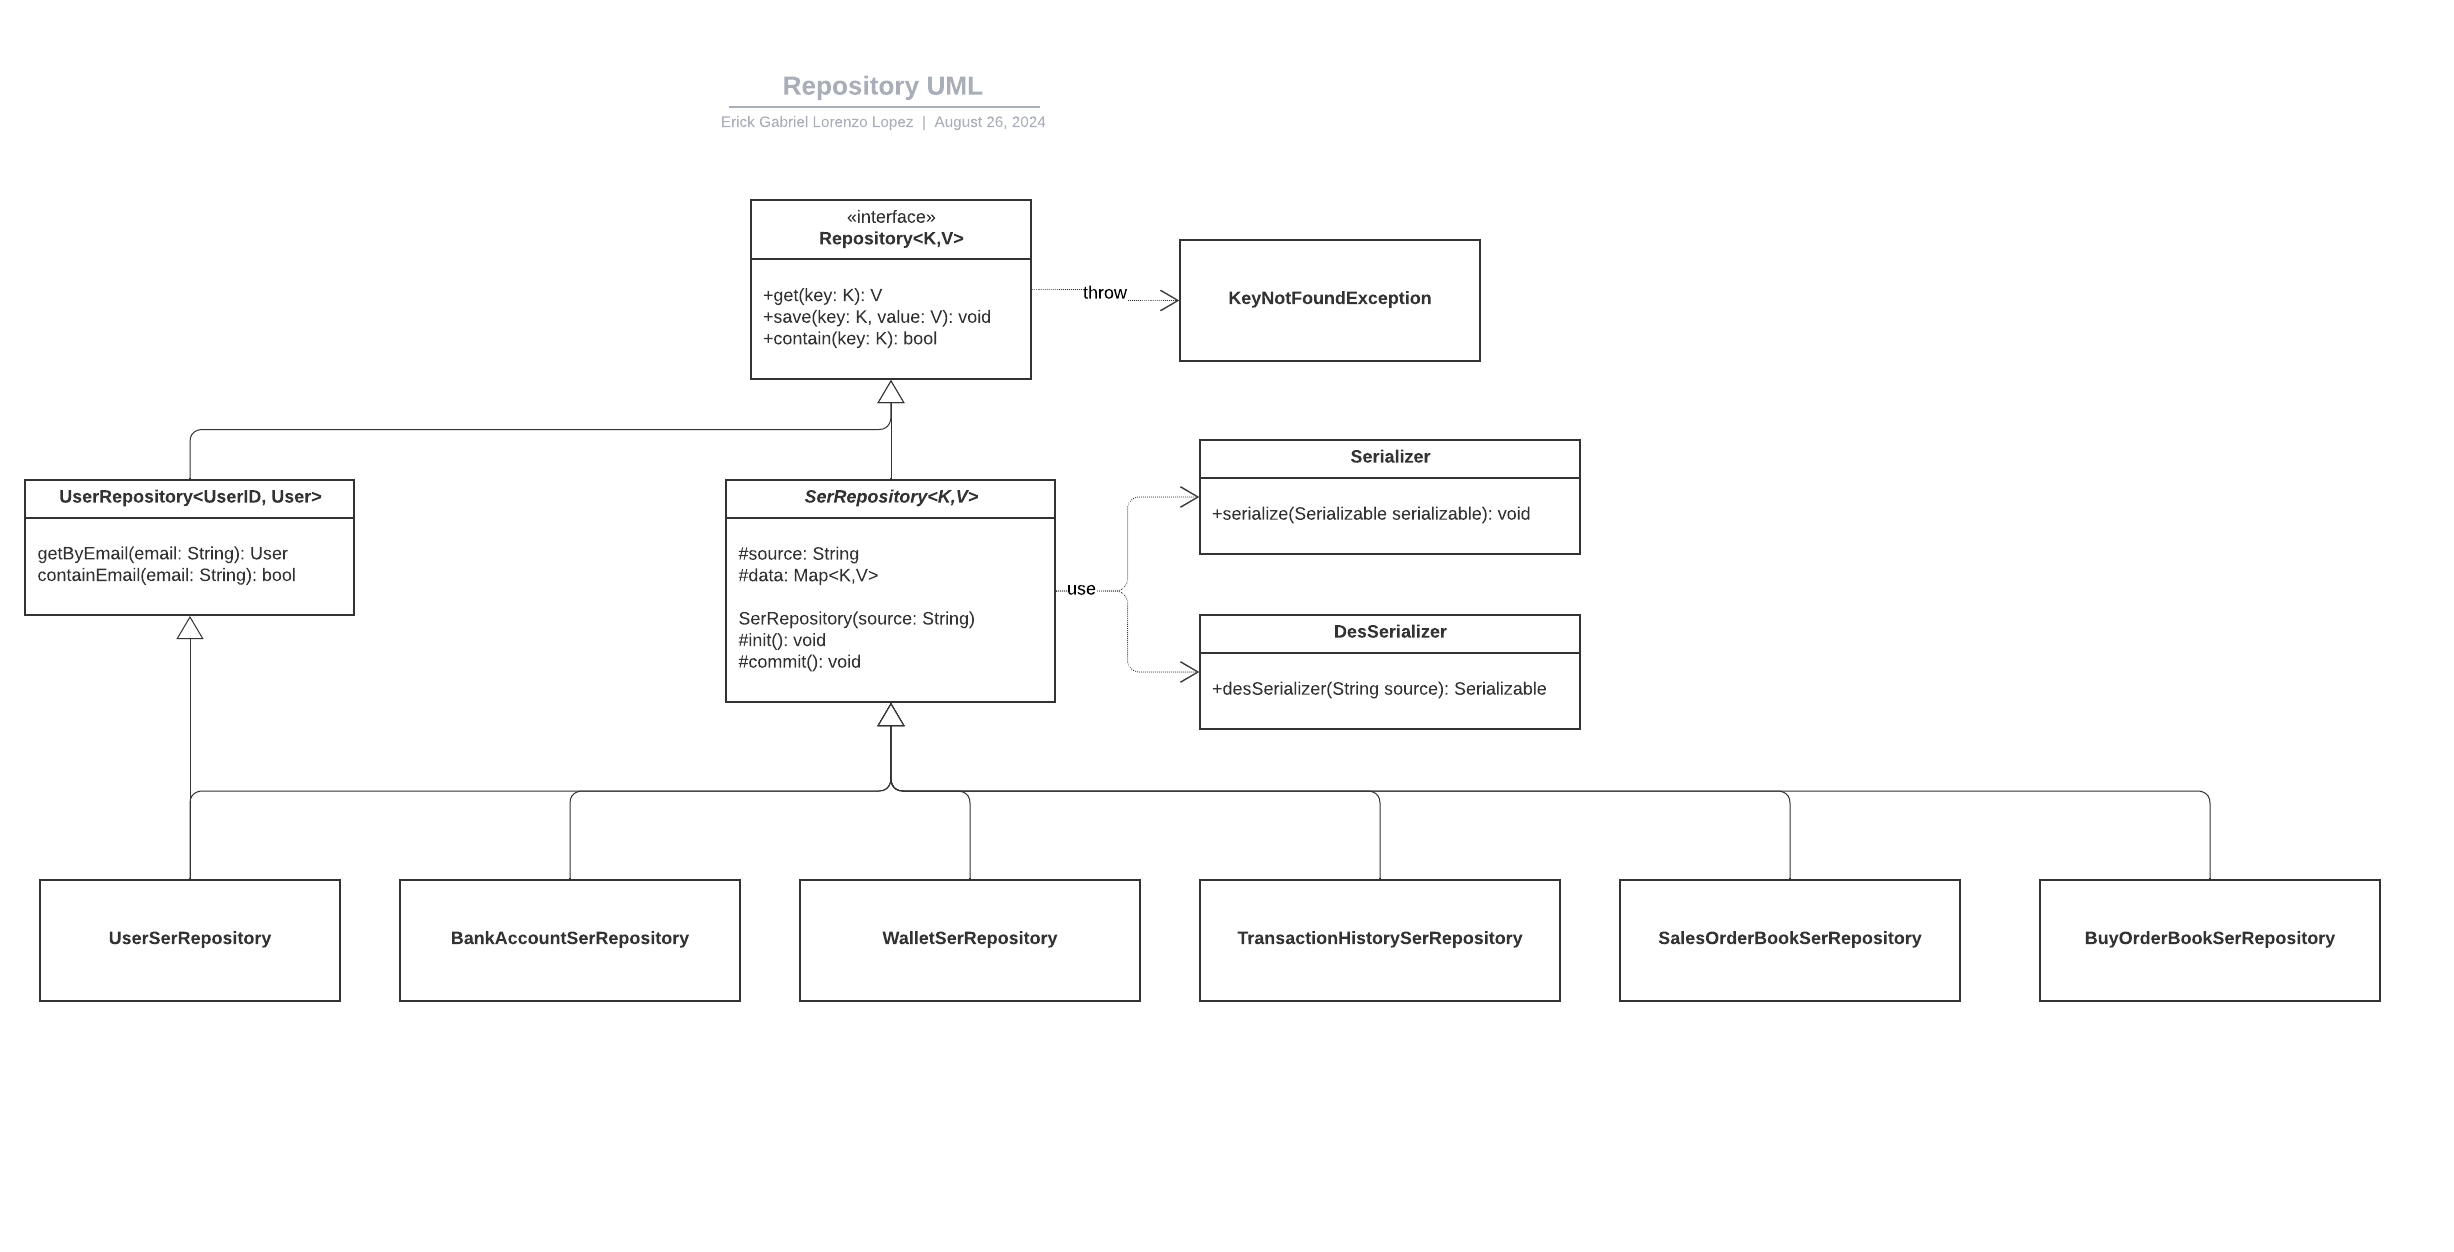 Repository UML
Erick Gabriel Lorenzo Lopez | August 26, 2024
«interface»
Repository<K,V>
+get(key: K): V
+save(key: K, value: V): void
+contain(key: K): bool
throw
KeyNotFoundException
UserRepository<UserID, User>
getByEmail(email: String): User
containEmail(email: String): bool
SerRepository<K,V>
#source: String
#data: Map<K,V>
SerRepository(source: String)
#init(): void
#commit(): void
use
Serializer
+serialize(Serializable serializable): void
DesSerializer
+desSerializer(String source): Serializable
UserSerRepository
BankAccountSerRepository
WalletSerRepository
TransactionHistorySerRepository
SalesOrderBookSerRepository
BuyOrderBookSerRepository